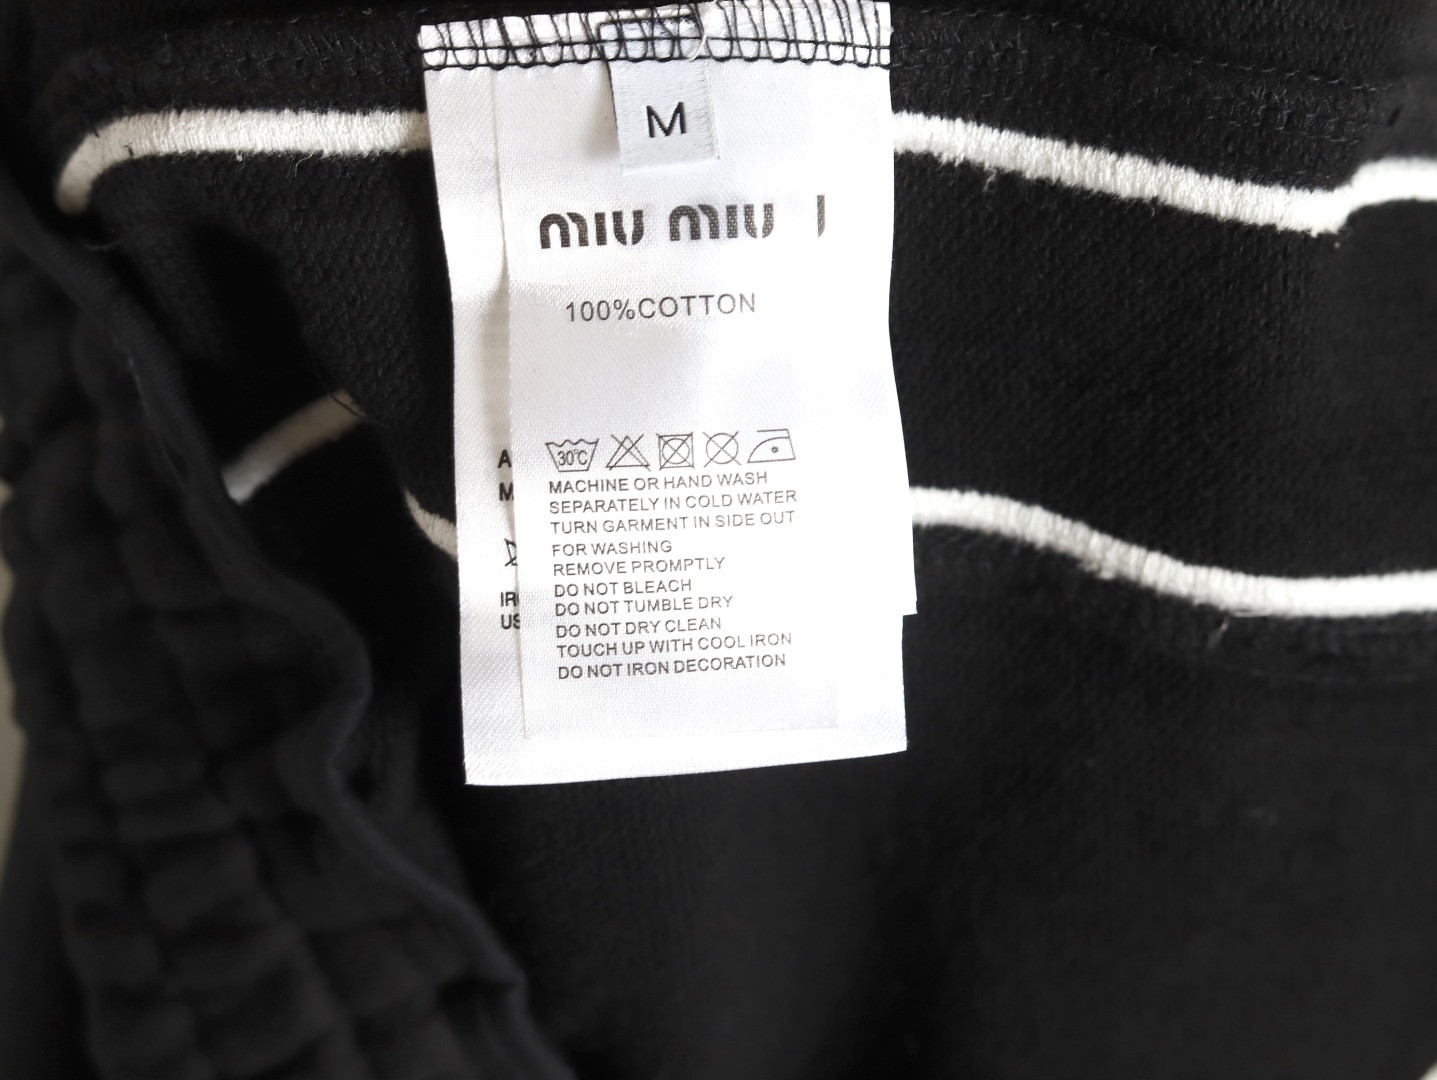 M
MIU MIU
100%COTTON
30°C
MACHINE OR HAND WASH
SEPARATELY IN COLD WATER
TURN GARMENT IN SIDE OUT
FOR WASHING
REMOVE PROMPTLY
DO NOT BLEACH
DO NOT TUMBLE DRY
DO NOT DRY CLEAN
TOUCH UP WITH COOL IRON
DO NOT IRON DECORATION